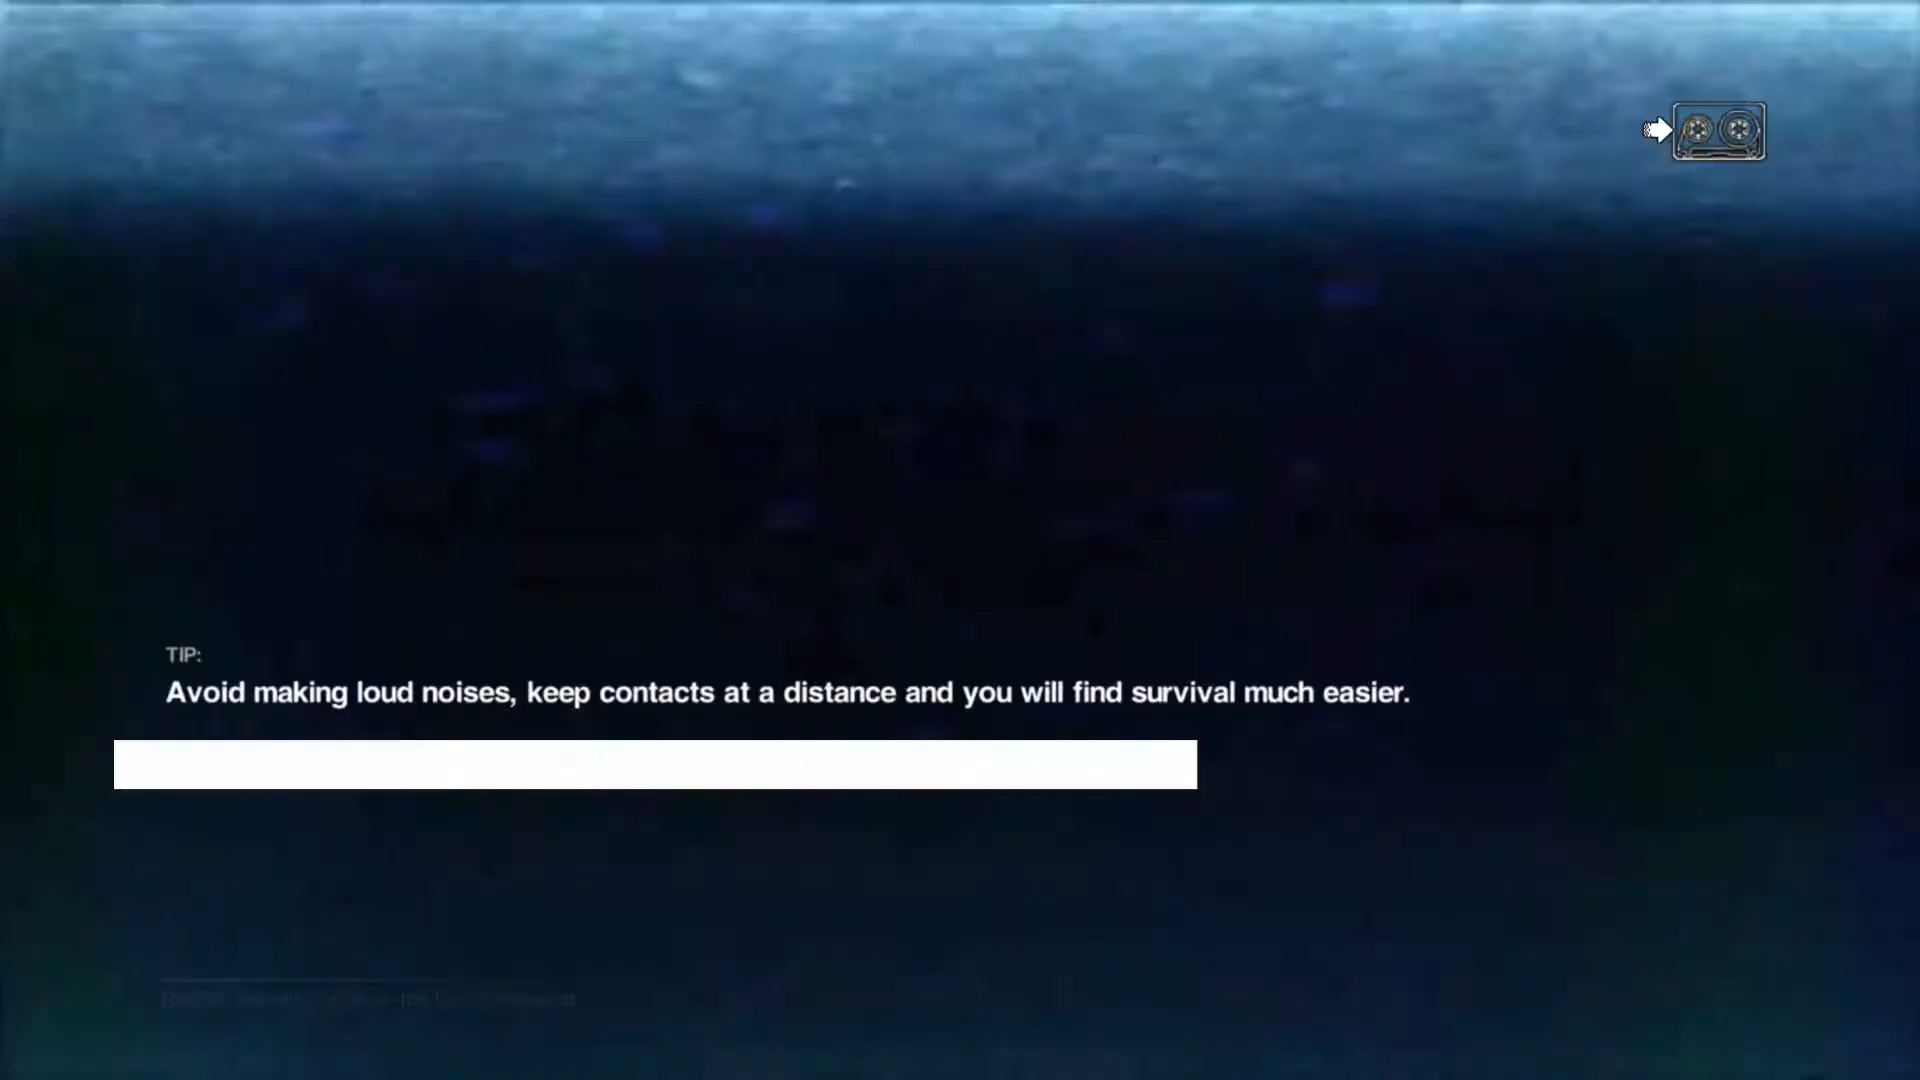 TIP:
Avoid making loud noises, keep contacts at a distance and you will find survival much easier.